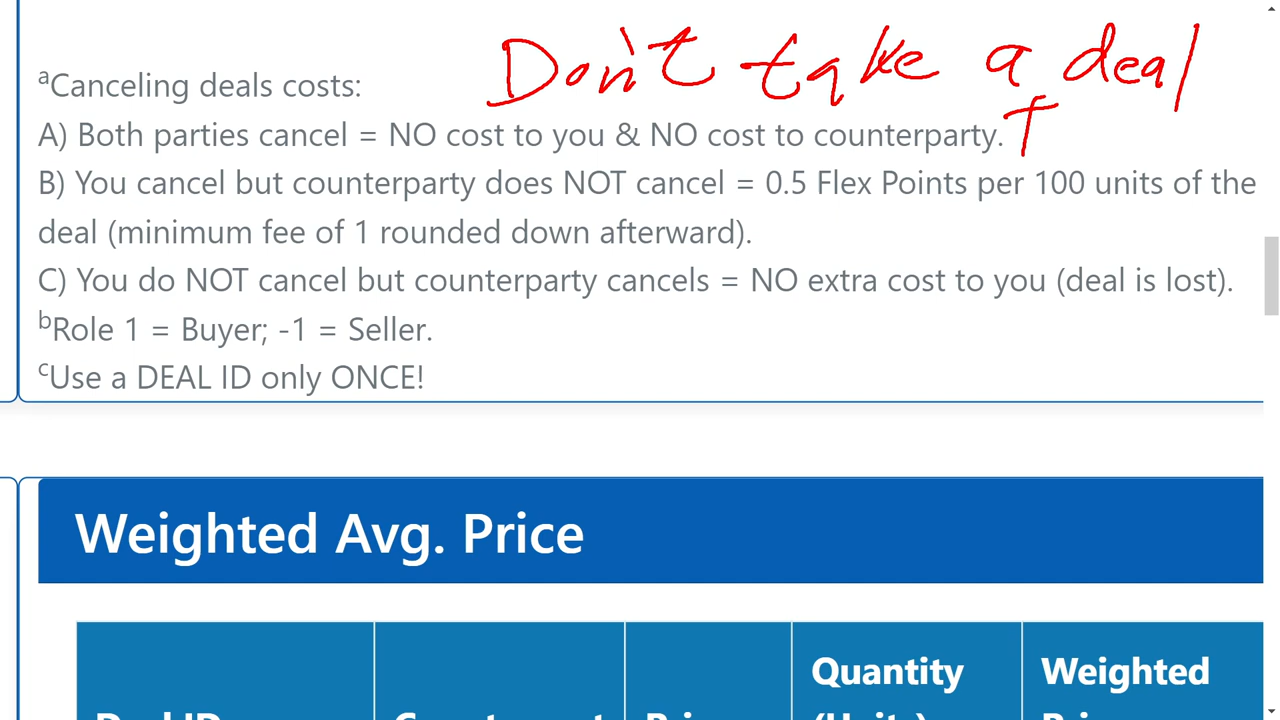 Don't take a deal
T
ᵃCanceling deals costs:
A) Both parties cancel = NO cost to you & NO cost to counterparty.
B) You cancel but counterparty does NOT cancel = 0.5 Flex Points per 100 units of the
deal (minimum fee of 1 rounded down afterward).
C) You do NOT cancel but counterparty cancels = NO extra cost to you (deal is lost).
ᵇRole 1 = Buyer; -1 = Seller.
ᶜUse a DEAL ID only ONCE!
Weighted Avg. Price
Quantity
Weighted
Deal ID
(Units)